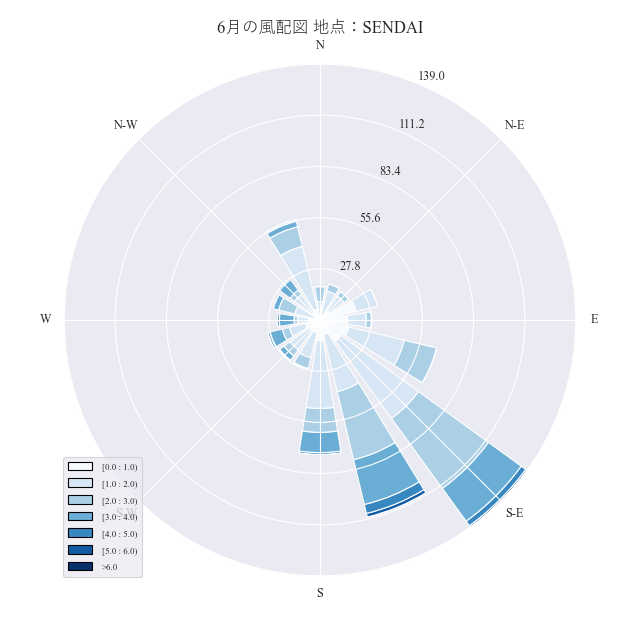 6月の風配図 地点：SENDAI
N
139.0
N-W
111.2
N-E
83.4
55.6
27.8
W
E
[0.0 : 1.0)
[1.0 : 2.0)
[2.0 : 3.0)
S-W
S-E
[3.0 : 4.0)
[4.0 : 5.0)
[5.0 : 6.0)
>6.0
S